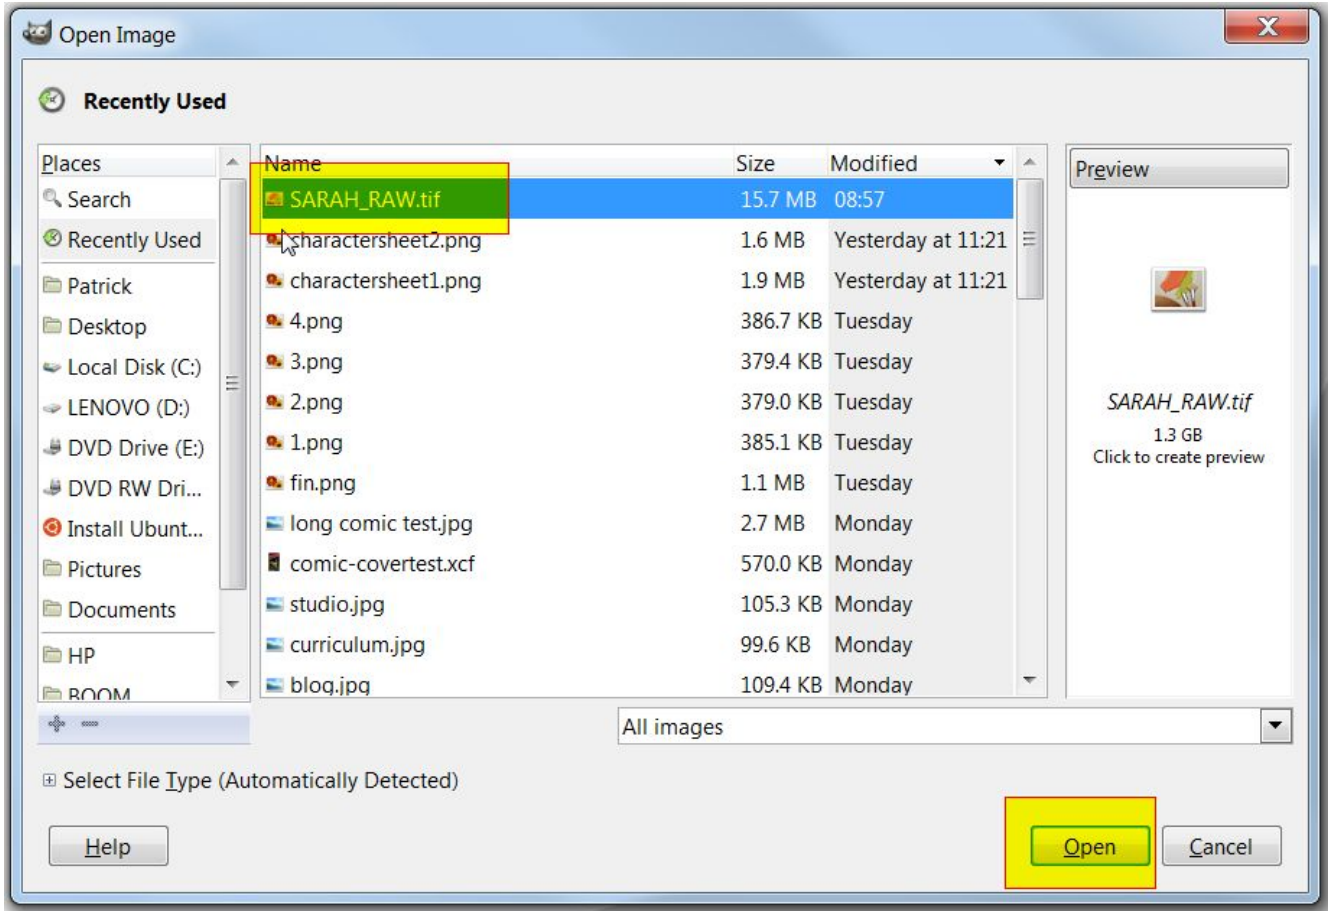 Open Image
X
Recently Used
Places
Search
Recently Used
Patrick
Desktop
Local Disk (C:)
LENOVO (D:)
DVD Drive (E:)
DVD RW Dri...
Install Ubunt...
Pictures
Documents
HP
BOOM
Name Size Modified
SARAH_RAW.tif 15.7 MB 08:57
charactersheet2.png 1.6 MB Yesterday at 11:21
charactersheet1.png 1.9 MB Yesterday at 11:21
4.png 386.7 KB Tuesday
3.png 379.4 KB Tuesday
2.png 379.0 KB Tuesday
1.png 385.1 KB Tuesday
fin.png 1.1 MB Tuesday
long comic test.jpg 2.7 MB Monday
comic-covertest.xcf 570.0 KB Monday
studio.jpg 105.3 KB Monday
curriculum.jpg 99.6 KB Monday
blog.jpg 109.4 KB Monday
Preview
SARAH_RAW.tif
1.3 GB
Click to create preview
All images
Select File Type (Automatically Detected)
Help
Open
Cancel